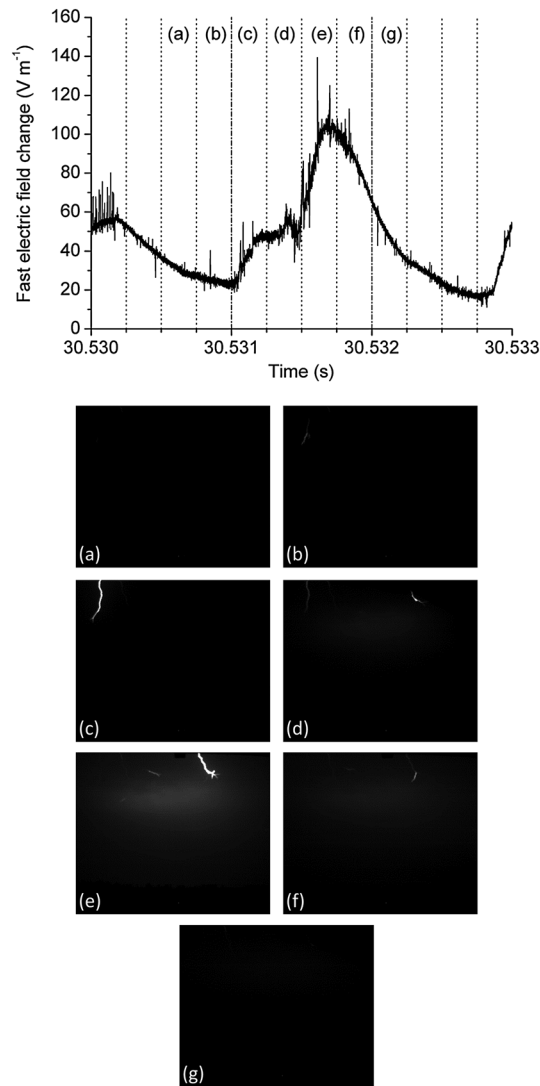 160
140
120
100
80
60
40
20
0
Fast electric field change (V m⁻¹)
(a) (b) (c) (d) (e) (f) (g)
30.530 30.531 30.532 30.533
Time (s)
(a)
(b)
(c)
(d)
(e)
(f)
(g)